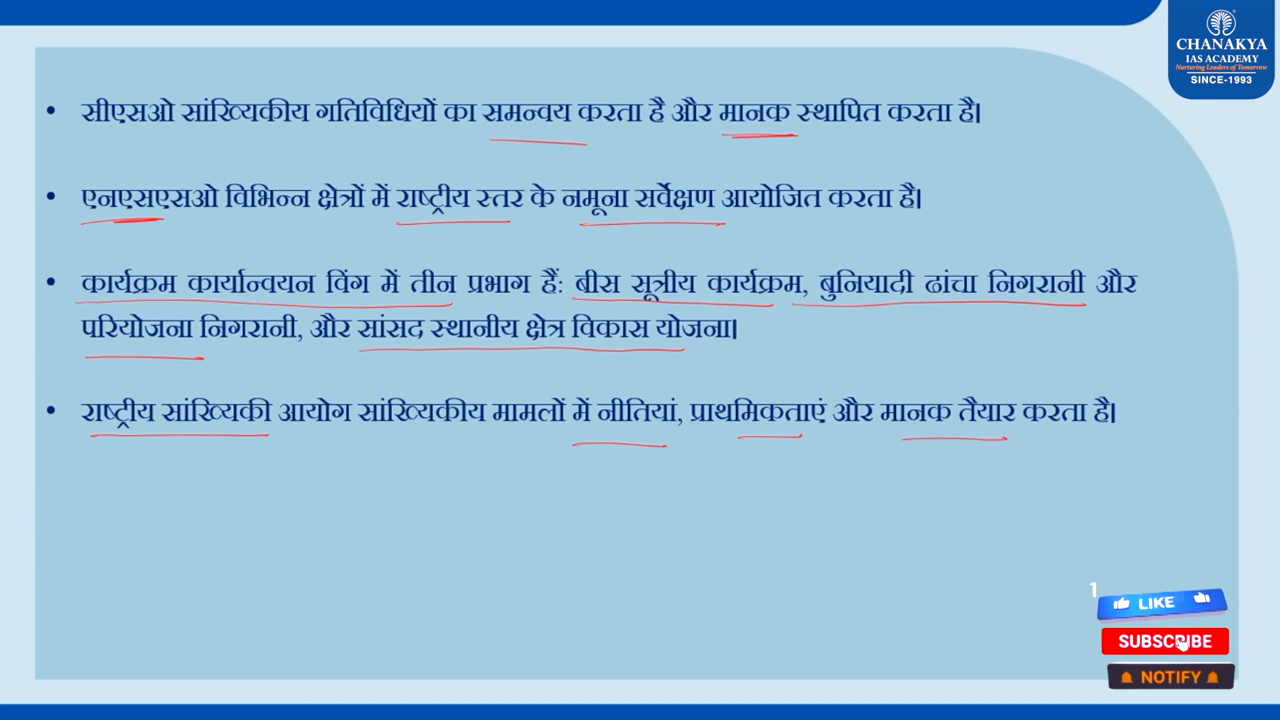 CHANAKYA
IAS ACADEMY
Nurturing Leaders of Tomorrow
SINCE-1993
• सीएसओ सांख्यिकीय गतिविधियों का समन्वय करता है और मानक स्थापित करता है।
• एनएसएसओ विभिन्न क्षेत्रों में राष्ट्रीय स्तर के नमूना सर्वेक्षण आयोजित करता है।
• कार्यक्रम कार्यान्वयन विंग में तीन प्रभाग हैं: बीस सूत्रीय कार्यक्रम, बुनियादी ढांचा निगरानी और
परियोजना निगरानी, और सांसद स्थानीय क्षेत्र विकास योजना।
• राष्ट्रीय सांख्यिकी आयोग सांख्यिकीय मामलों में नीतियां, प्राथमिकताएं और मानक तैयार करता है।
1
LIKE
SUBSCRIBE
NOTIFY